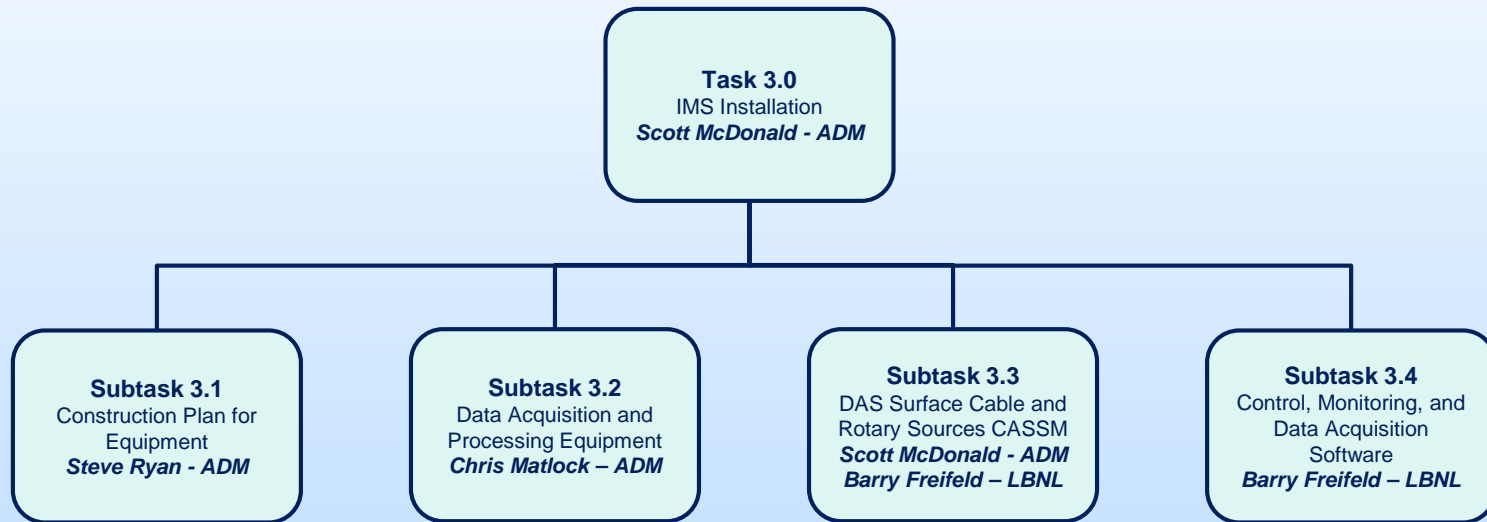 Task 3.0
IMS Installation
Scott McDonald - ADM
Subtask 3.1
Construction Plan for
Equipment
Steve Ryan - ADM
Subtask 3.2
Data Acquisition and
Processing Equipment
Chris Matlock – ADM
Subtask 3.3
DAS Surface Cable and
Rotary Sources CASSM
Scott McDonald - ADM
Barry Freifeld – LBNL
Subtask 3.4
Control, Monitoring, and
Data Acquisition
Software
Barry Freifeld – LBNL